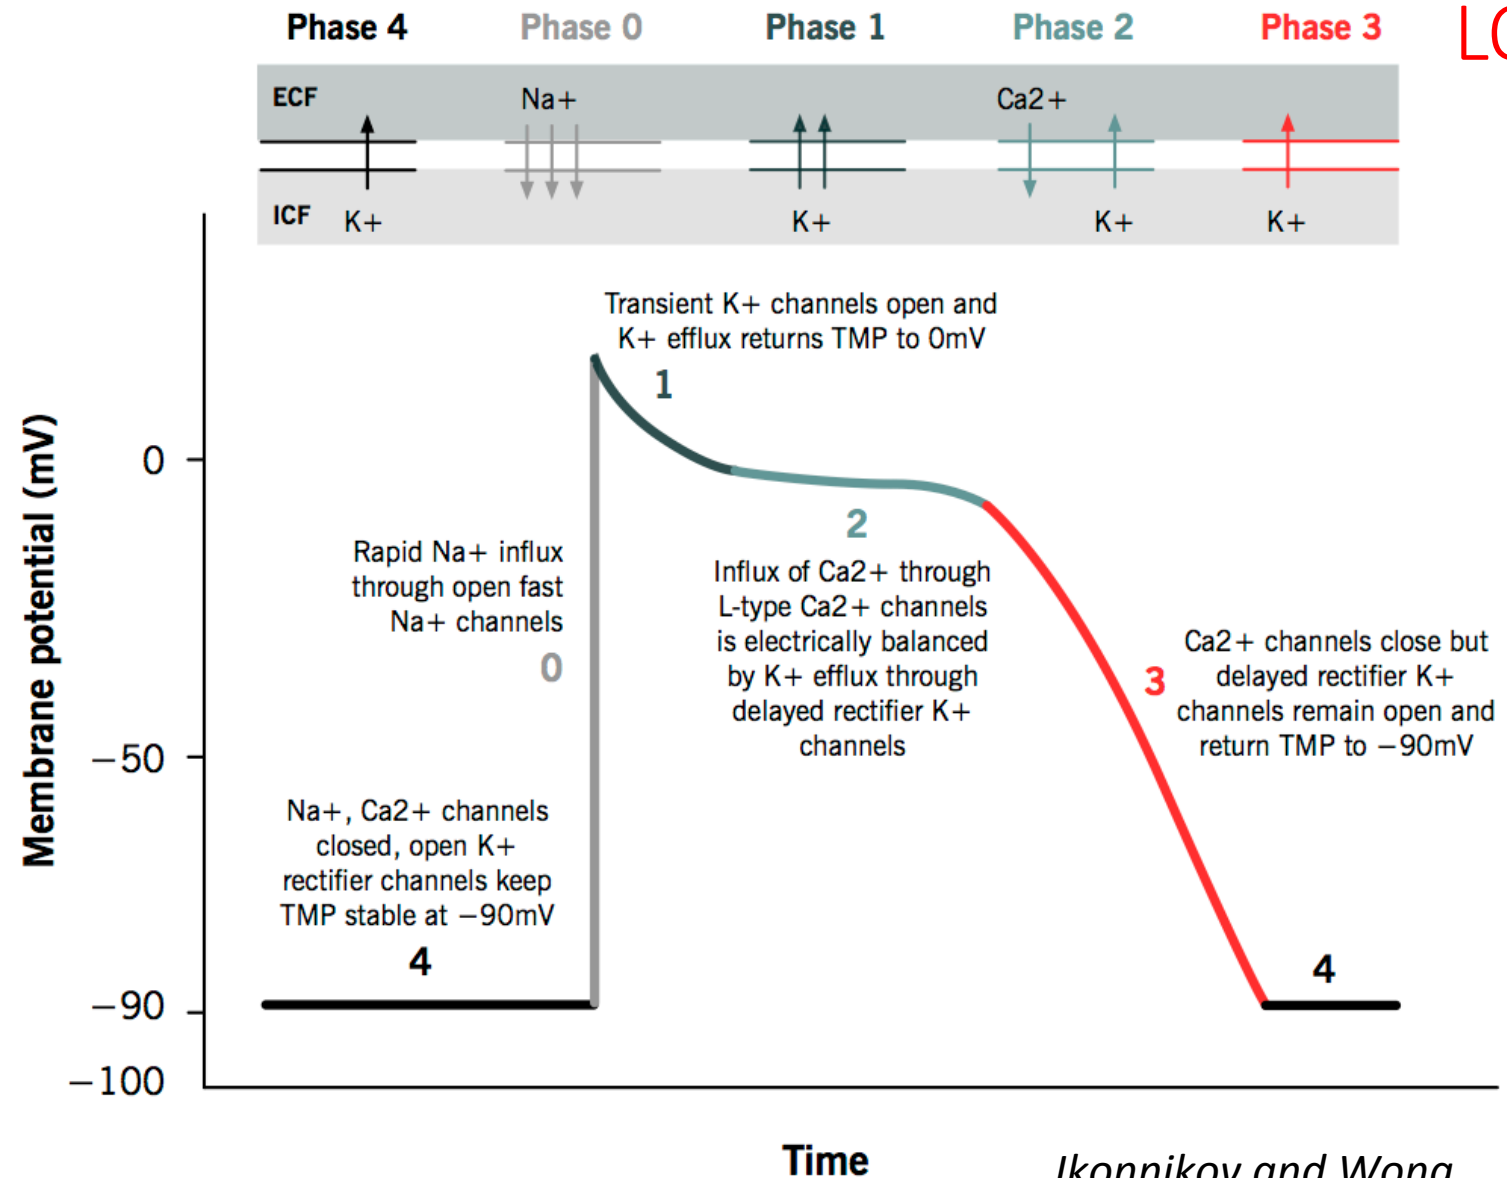 Phase 4
Phase 0
Phase 1
Phase 2
Phase 3
ECF
Na+
Ca2+
ICF
K+
K+
K+
K+
Transient K+ channels open and
K+ efflux returns TMP to 0mV
1
0
Rapid Na+ influx
through open fast
Na+ channels
0
2
Influx of Ca2+ through
L-type Ca2+ channels
is electrically balanced
by K+ efflux through
delayed rectifier K+
channels
3
Ca2+ channels close but
delayed rectifier K+
channels remain open and
return TMP to −90mV
Membrane potential (mV)
−50
Na+, Ca2+ channels
closed, open K+
rectifier channels keep
TMP stable at −90mV
4
4
−90
−100
Time
Ikonnikov and Wong